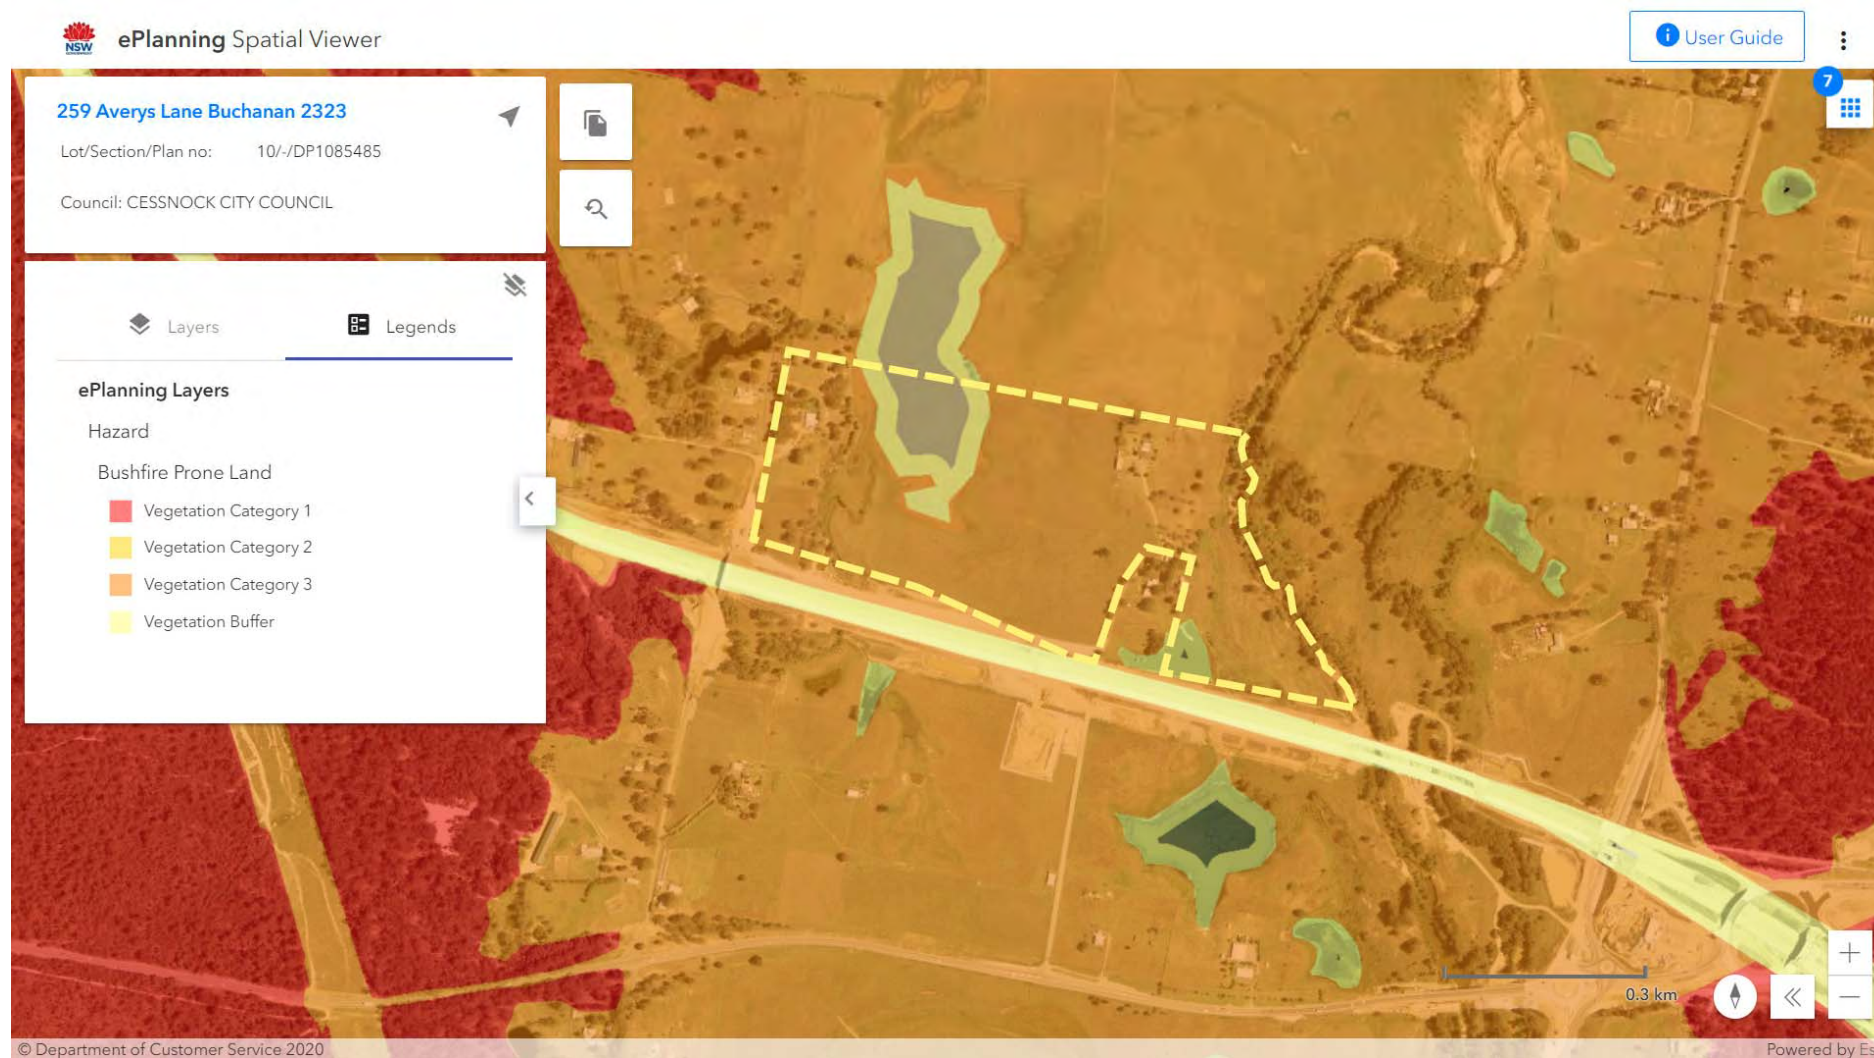 NSW
ePlanning Spatial Viewer
User Guide
7
259 Averys Lane Buchanan 2323
Lot/Section/Plan no: 10/-/DP1085485
Council: CESSNOCK CITY COUNCIL
Layers
Legends
ePlanning Layers
Hazard
Bushfire Prone Land
Vegetation Category 1
Vegetation Category 2
Vegetation Category 3
Vegetation Buffer
0.3 km
© Department of Customer Service 2020
Powered by Es